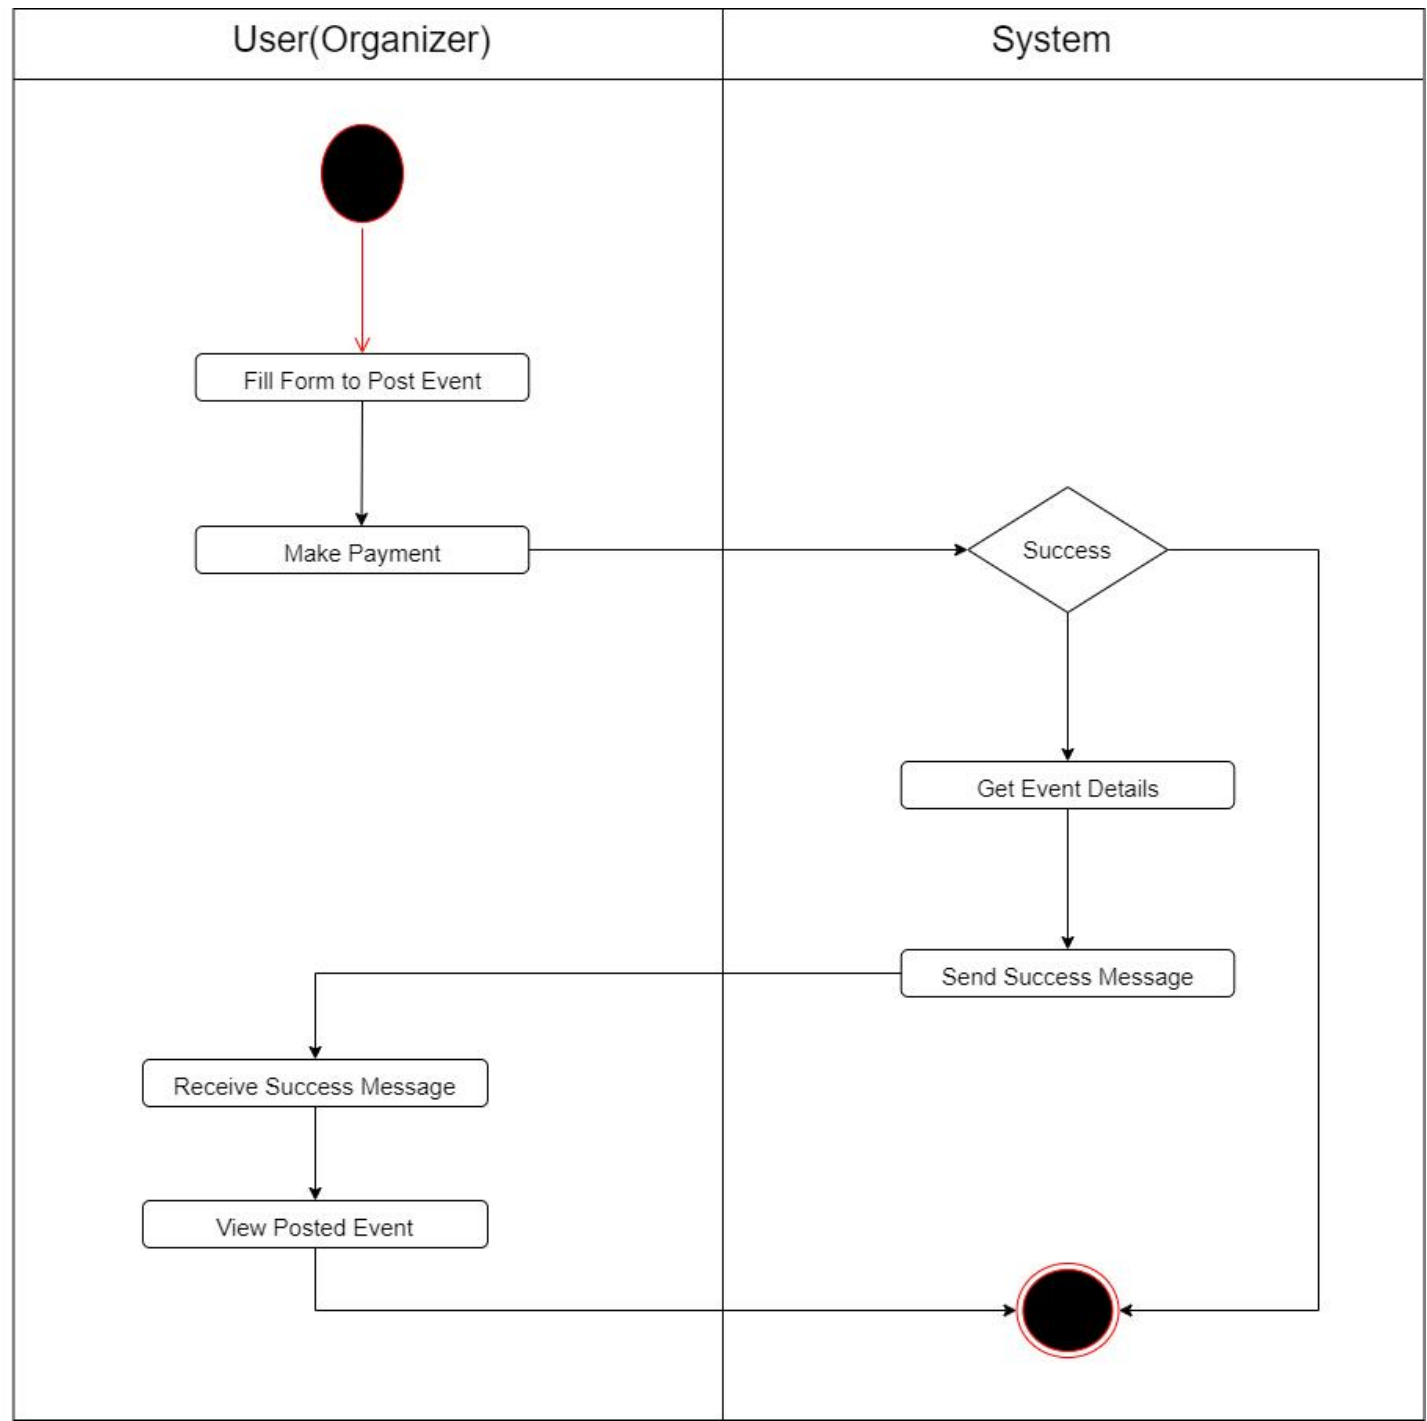 User(Organizer)
System
Fill Form to Post Event
Make Payment
Success
Get Event Details
Send Success Message
Receive Success Message
View Posted Event